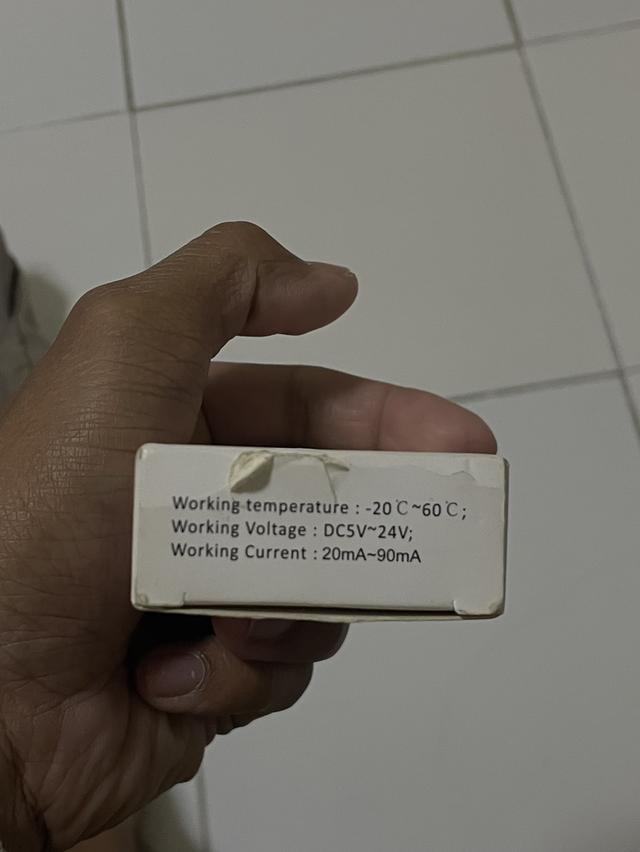 Working temperature : -20℃~60℃;
Working Voltage : DC5V~24V;
Working Current : 20mA~90mA